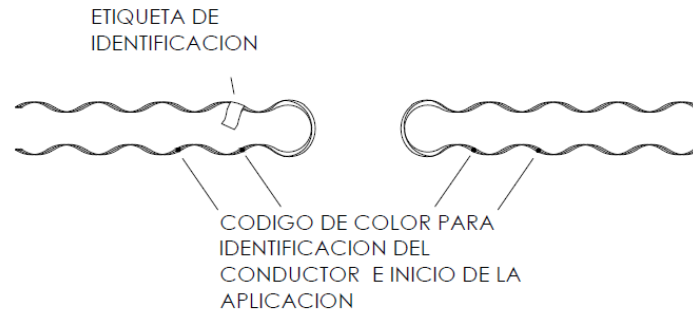 ETIQUETA DE
IDENTIFICACION
CODIGO DE COLOR PARA
IDENTIFICACION DEL
CONDUCTOR E INICIO DE LA
APLICACION